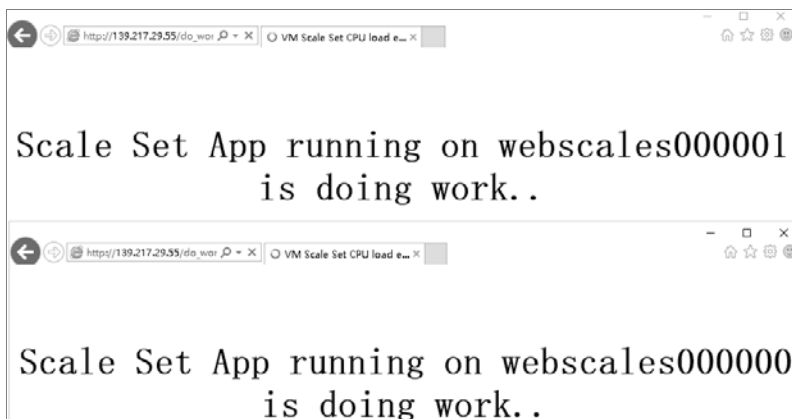 http://139.217.29.55/do_wor
VM Scale Set CPU load e...
Scale Set App running on webscales000001
is doing work..
http://139.217.29.55/do_wor
VM Scale Set CPU load e...
Scale Set App running on webscales000000
is doing work..